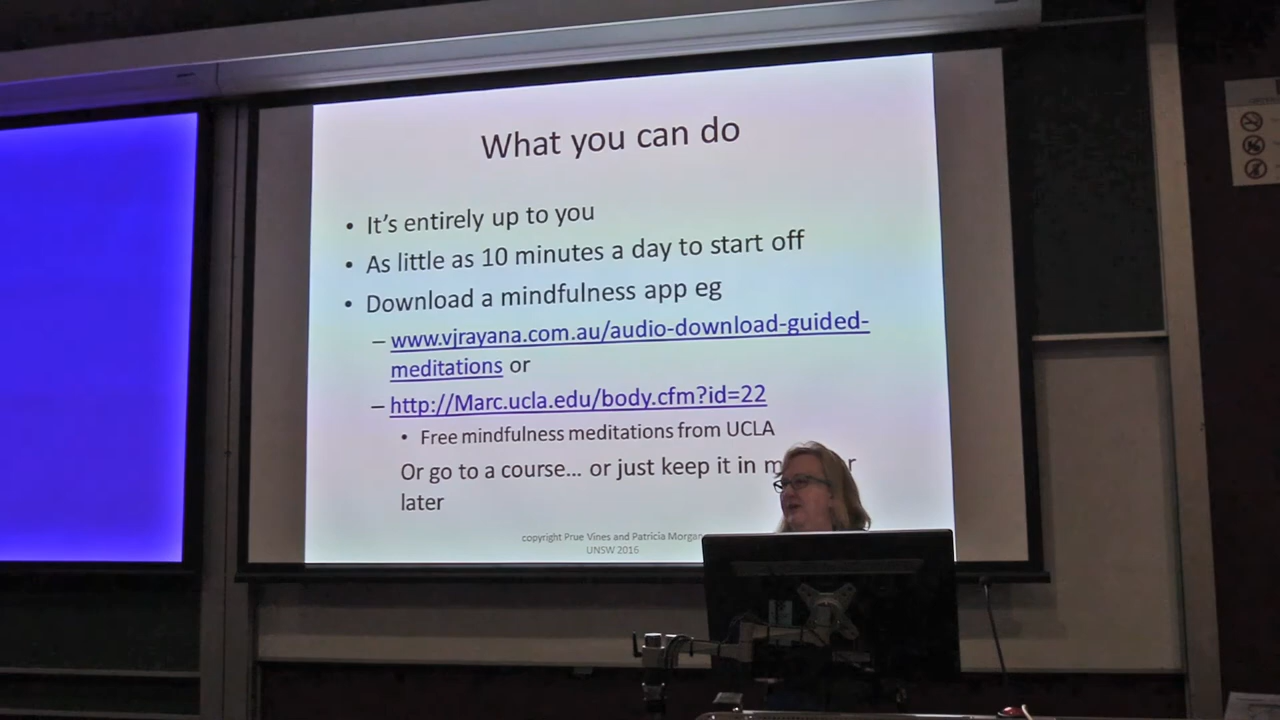 What you can do
• It's entirely up to you
• As little as 10 minutes a day to start off
• Download a mindfulness app eg
– www.vjrayana.com.au/audio-download-guided-
meditations or
– http://Marc.ucla.edu/body.cfm?id=22
• Free mindfulness meditations from UCLA
Or go to a course... or just keep it in
later
copyright Prue Vines and Patricia Morgan
UNSW 2016